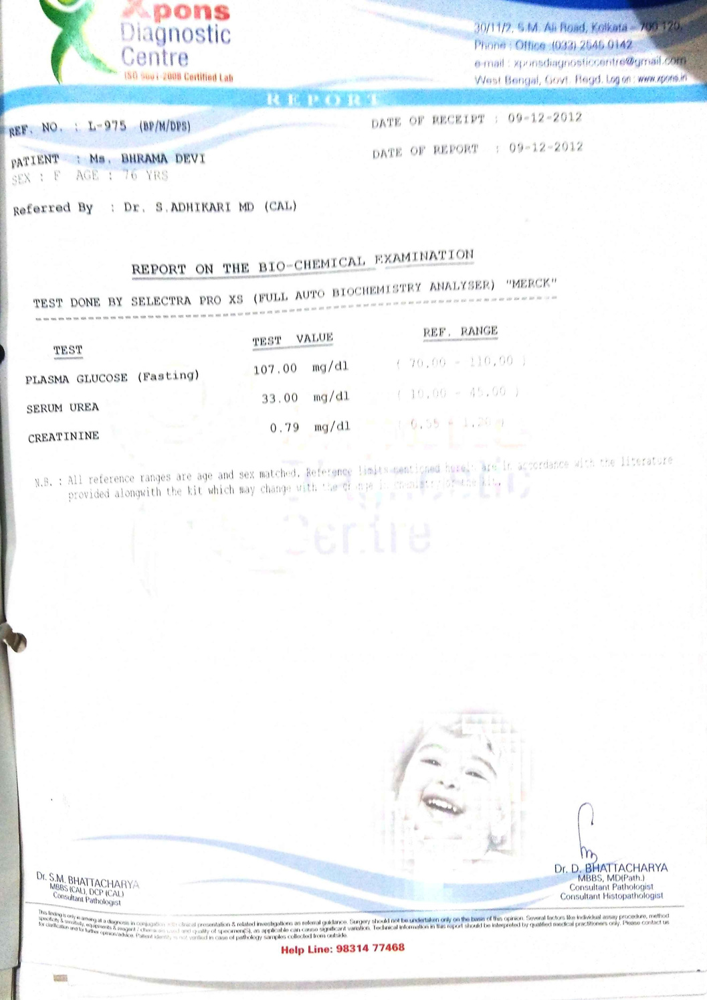 Xpons
Diagnostic
Centre
ISO 9001-2008 Certified Lab
30/11/2, S.M. Ali Road, Kolkata - 700 120,
Phone : Office (033) 2545 0142
e-mail : xponsdiagnosticcentre@gmail.com
West Bengal, Govt. Regd. Log on : www.xpons.in
REPORT
REF. NO. : L-975 (BP/M/DPS) DATE OF RECEIPT : 09-12-2012
PATIENT : Ms. BHRAMA DEVI DATE OF REPORT : 09-12-2012
SEX : F AGE : 76 YRS
Referred By : Dr. S.ADHIKARI MD (CAL)
REPORT ON THE BIO-CHEMICAL EXAMINATION
TEST DONE BY SELECTRA PRO XS (FULL AUTO BIOCHEMISTRY ANALYSER) "MERCK"
TEST TEST VALUE REF. RANGE
PLASMA GLUCOSE (Fasting) 107.00 mg/dl ( 70.00 - 110.00 )
SERUM UREA 33.00 mg/dl ( 10.00 - 45.00 )
CREATININE 0.79 mg/dl ( 0.55 - 1.20 )
N.B. : All reference ranges are age and sex matched. Reference limits mentioned herein are in accordance with the literature
provided alongwith the kit which may change with the change in chemistry of the kit.
Centre
Dr. S.M. BHATTACHARYA
MBBS (CAL), DCP (CAL)
Consultant Pathologist
Dr. D. BHATTACHARYA
MBBS, MD(Path.)
Consultant Pathologist
Consultant Histopathologist
This finding is only in arriving at a diagnosis in conjugation with clinical presentation & related investigations as referral guidance. Surgery should not be undertaken only on the basis of this opinion. Several factors like individual assay procedure, method
specificity & sensitivity, equipments & reagent / chemicals used and quality of specimen(S), as applicable can cause significant variation. Technical information in this report should be interpreted by qualified medical practitioners only. Please contact us
for clarification and for further opinion/advice. Patient identity is not verified in case of pathology samples collected from outside.
Help Line: 98314 77468